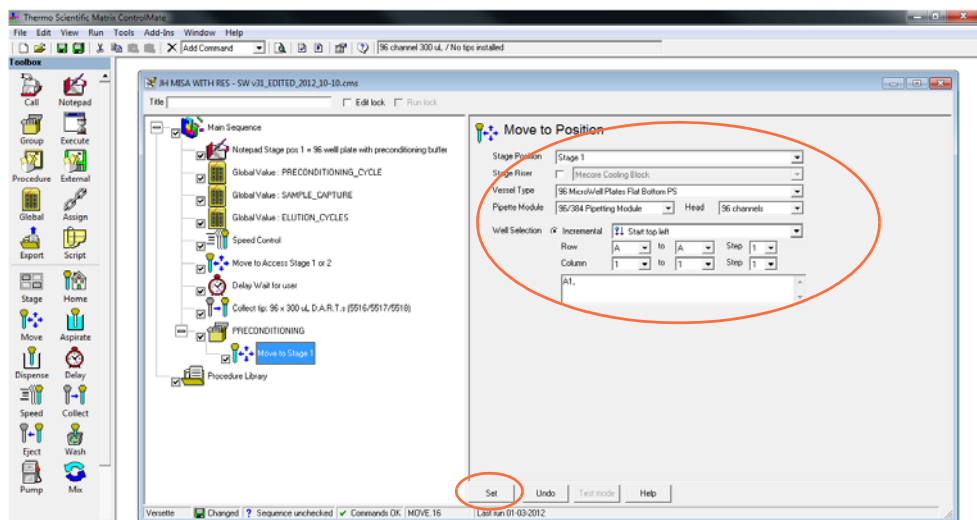 Thermo Scientific Matrix ControlMate
File Edit View Run Tools Add-Ins Window Help
Add Command
96 channel 300 uL, / No tips installed
Toolbox
Call Notepad
Group Execute
Procedure External
Global Assign
Export Script
Stage Home
Move Aspirate
Dispense Delay
Speed Collect
Eject Wash
Pump Mix
JH MISA WITH RES - SW v31_EDITED_2012_10-10.cms
Title Edit lock Run lock
Main Sequence
Notepad Stage pos 1 = 96 well plate with preconditioning buffer
Global Value : PRECONDITIONING_CYCLE
Global Value : SAMPLE_CAPTURE
Global Value : ELUTION_CYCLES
Speed Control
Move to Access Stage 1 or 2
Delay Wait for user
Collect tip: 96 x 300 uL D.A.R.T.s (5516/5517/5518)
PRECONDITIONING
Move to Stage 1
Procedure Library
Move to Position
Stage Position Stage 1
Stage Riser Mecore Cooling Block
Vessel Type 96 MicroWell Plates Flat Bottom PS
Pipette Module 96/384 Pipetting Module Head 96 channels
Well Selection Incremental Start top left
Row A to A Step 1
Column 1 to 1 Step 1
A1,
Set Undo Test mode Help
Versette Changed ? Sequence unchecked Commands OK MOVE.16 Last run 01-03-2012